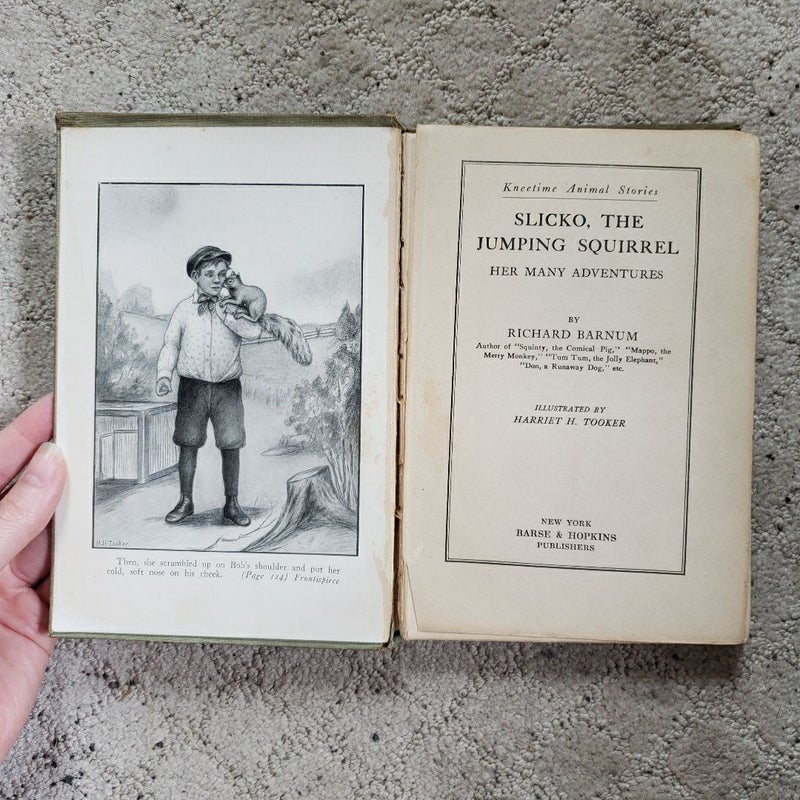 H.H. Tooker
Then, she scrambled up on Bob's shoulder and put her
cold, soft nose on his cheek. (Page 124) Frontispiece
Kneetime Animal Stories
SLICKO, THE
JUMPING SQUIRREL
HER MANY ADVENTURES
BY
RICHARD BARNUM
Author of "Squinty, the Comical Pig," "Mappo, the
Merry Monkey," "Tum Tum, the Jolly Elephant,"
"Don, a Runaway Dog," etc.
ILLUSTRATED BY
HARRIET H. TOOKER
NEW YORK
BARSE & HOPKINS
PUBLISHERS